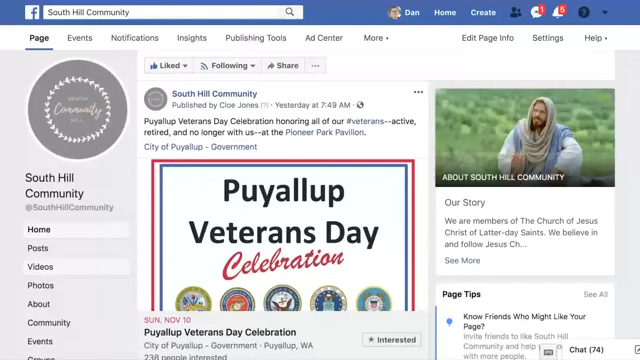 South Hill Community
Dan
Home
Create
1
5
Page
Events
Notifications
Insights
Publishing Tools
Ad Center
More
Edit Page Info
Settings
Help
Liked
Following
Share
SOUTH
Community
HILL
South Hill
Community
@SouthHillCommunity
Home
Posts
Videos
Photos
About
Community
Events
Groups
South Hill Community
Published by Cloe Jones [?] · Yesterday at 7:49 AM ·
Puyallup Veterans Day Celebration honoring all of our #veterans--active,
retired, and no longer with us--at the Pioneer Park Pavilion.
City of Puyallup - Government
Puyallup
Veterans Day
Celebration
SUN, NOV 10
Puyallup Veterans Day Celebration
City of Puyallup - Government · Puyallup, WA
238 people interested
★ Interested
ABOUT SOUTH HILL COMMUNITY
Our Story
We are members of The Church of Jesus
Christ of Latter-day Saints. We believe in
and follow Jesus Ch...
See More
Page Tips
See All
Know Friends Who Might Like Your
Page?
Invite friends to like South Hill
Community and help
with more people.
Chat (74)